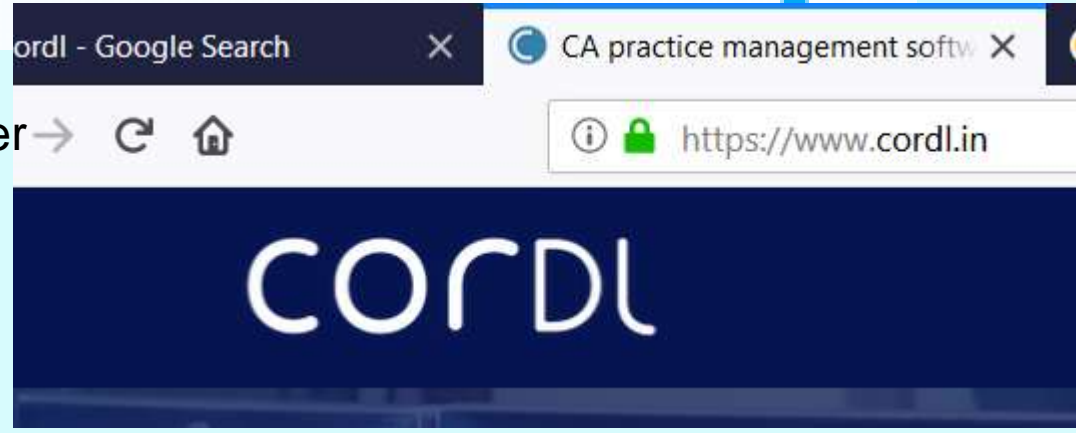 ordl - Google Search
CA practice management softw
er
https://www.cordl.in
corDL